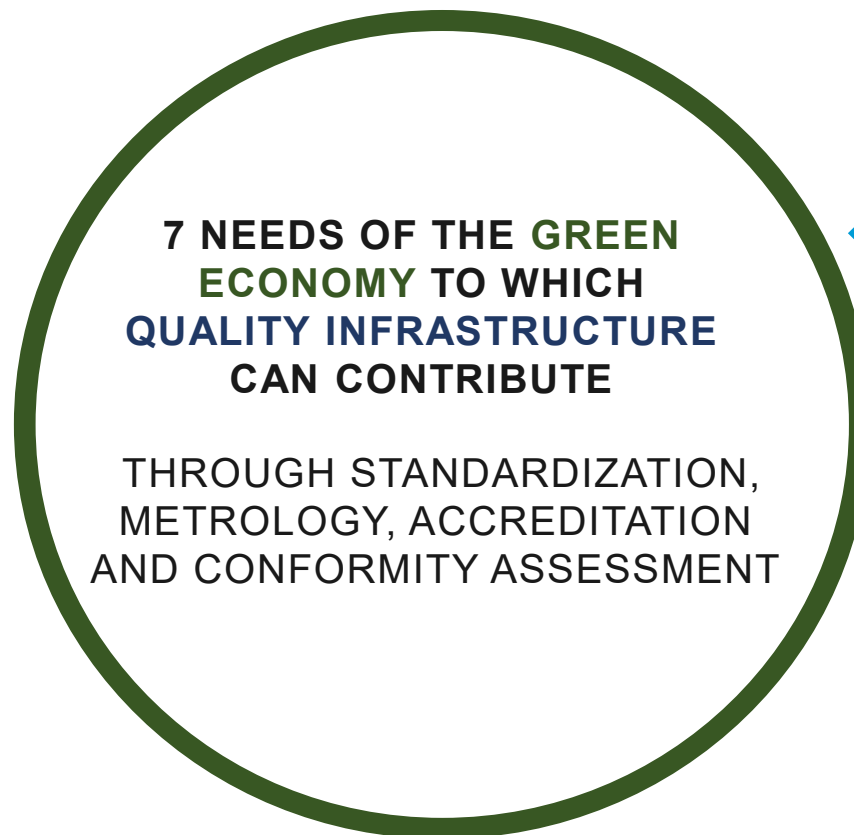 7 NEEDS OF THE GREEN
ECONOMY TO WHICH
QUALITY INFRASTRUCTURE
CAN CONTRIBUTE
THROUGH STANDARDIZATION,
METROLOGY, ACCREDITATION
AND CONFORMITY ASSESSMENT